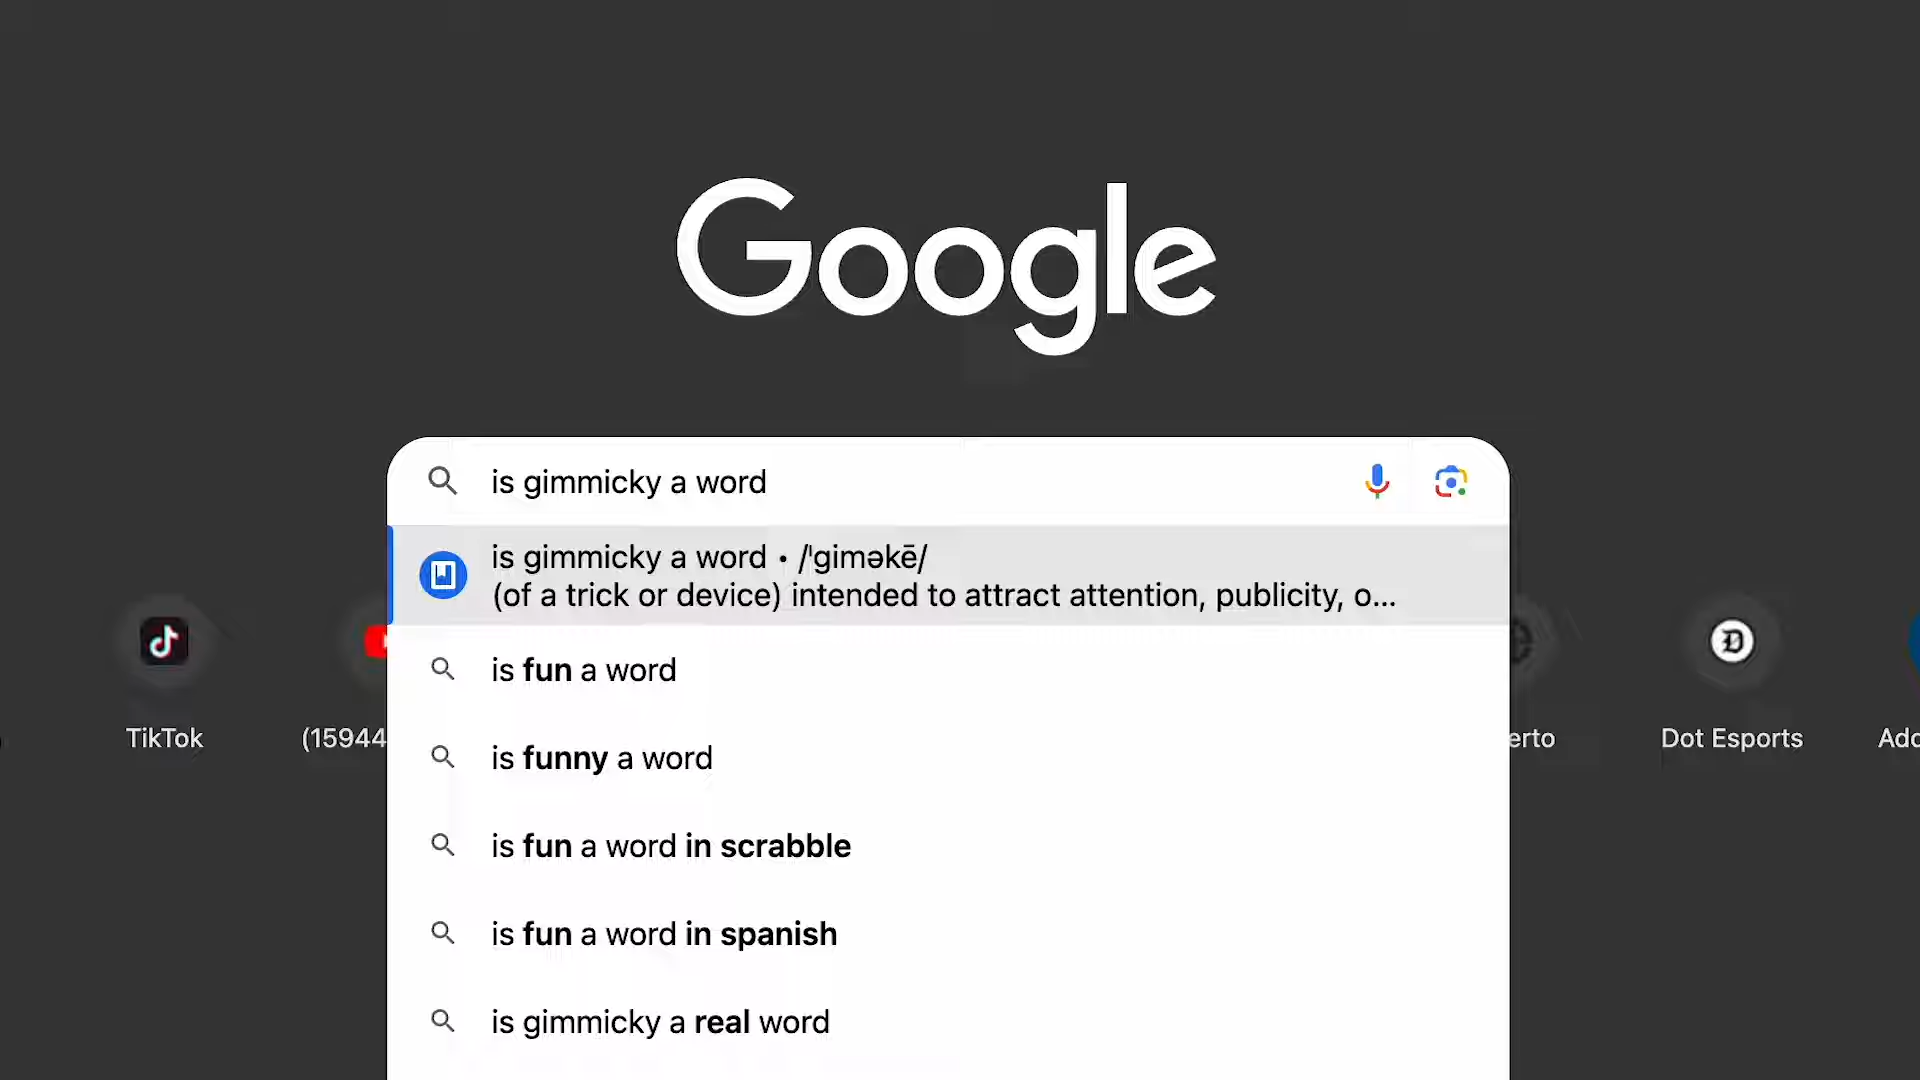 Google
is gimmicky a word
is gimmicky a word • /ˈgiməkē/
(of a trick or device) intended to attract attention, publicity, o...
is fun a word
is funny a word
is fun a word in scrabble
is fun a word in spanish
is gimmicky a real word
TikTok
(15944
erto
Dot Esports
Ado